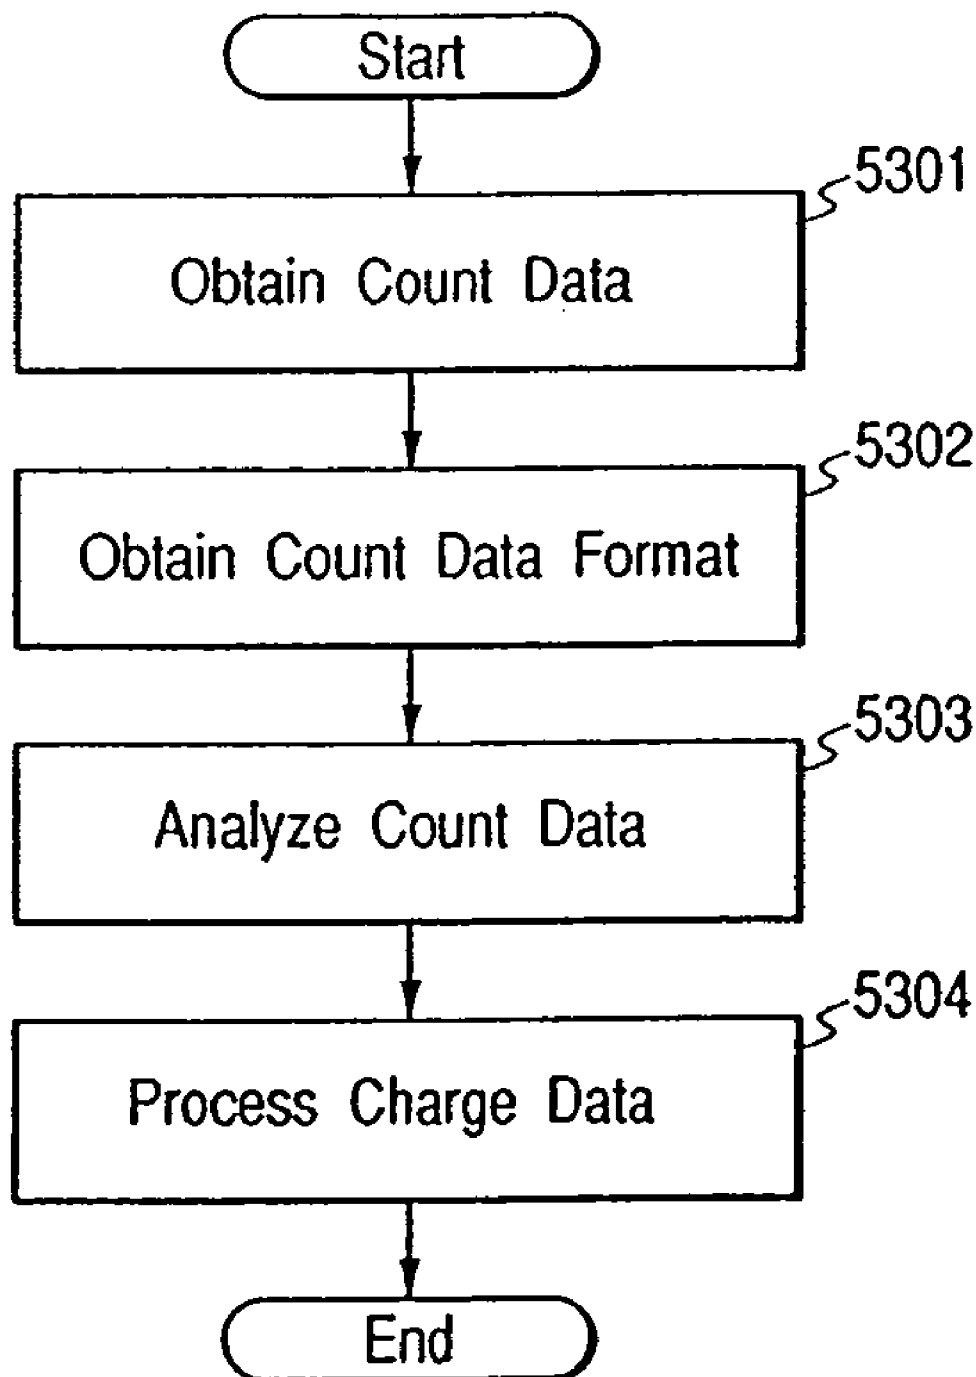 Start
5301
Obtain Count Data
5302
Obtain Count Data Format
5303
Analyze Count Data
5304
Process Charge Data
End